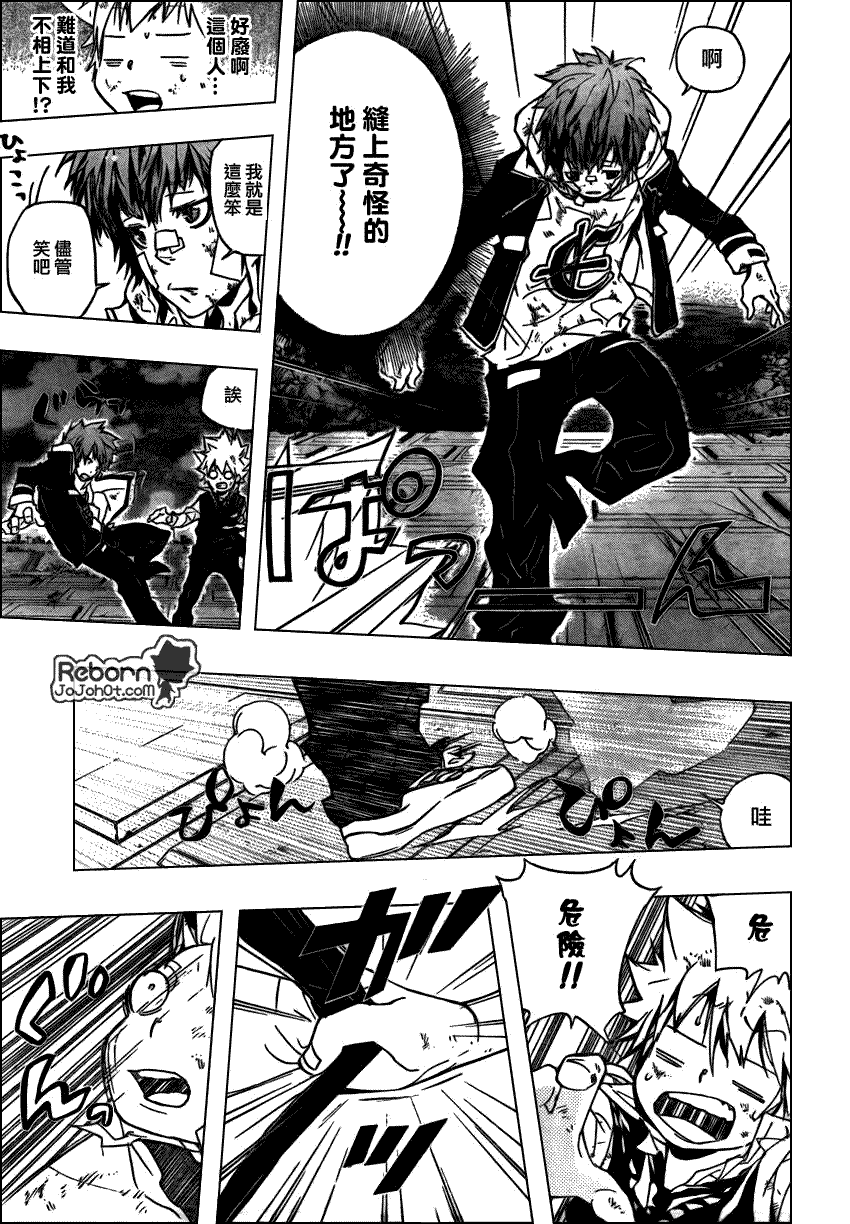 啊
縫上奇怪的
地方了～～!!
ぱっ
ーん
好廢啊
這個人…
難道和我
不相上下!?
我就是
這麼笨
儘管
笑吧
ひょこ…
誒
ぐらっ
Reborn
JoJoh0t.com
哇
ぴょん
ぴょん
危
危險!!
ガッ
ぐん